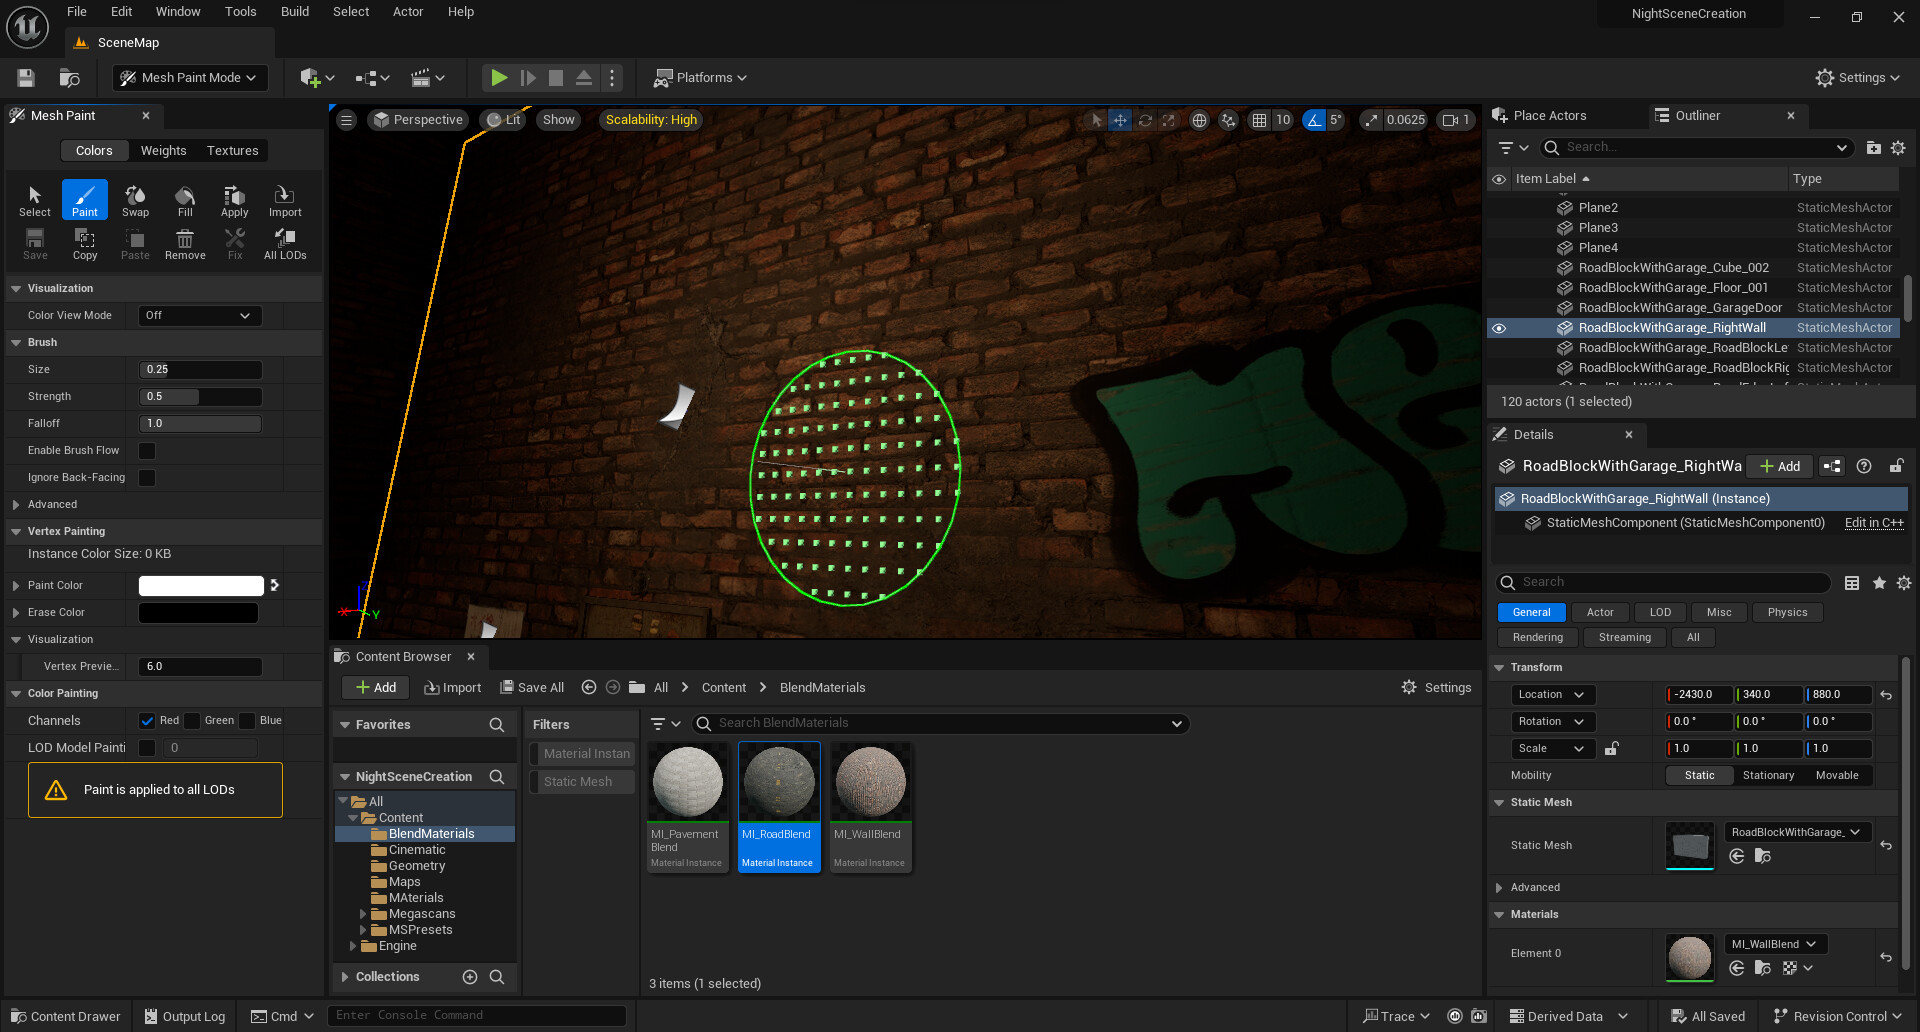 File Edit Window Tools Build Select Actor Help
NightSceneCreation
SceneMap
Mesh Paint Mode
Platforms
Settings
Mesh Paint
Colors Weights Textures
Select Paint Swap Fill Apply Import
Save Copy Paste Remove Fix All LODs
Visualization
Color View Mode Off
Brush
Size 0.25
Strength 0.5
Falloff 1.0
Enable Brush Flow
Ignore Back-Facing
Advanced
Vertex Painting
Instance Color Size: 0 KB
Paint Color
Erase Color
Visualization
Vertex Previe... 6.0
Color Painting
Channels Red Green Blue
LOD Model Painti 0
Paint is applied to all LODs
Perspective Lit Show Scalability: High
10 5° 0.0625 1
X Y
Content Browser
Add Import Save All All Content BlendMaterials Settings
Favorites
NightSceneCreation
All
Content
BlendMaterials
Cinematic
Geometry
Maps
MAterials
Megascans
MSPresets
Engine
Collections
Filters
Material Instan
Static Mesh
Search BlendMaterials
MI_Pavement
Blend
Material Instance
MI_RoadBlend
Material Instance
MI_WallBlend
Material Instance
3 items (1 selected)
Place Actors Outliner
Search...
Item Label Type
Plane2 StaticMeshActor
Plane3 StaticMeshActor
Plane4 StaticMeshActor
RoadBlockWithGarage_Cube_002 StaticMeshActor
RoadBlockWithGarage_Floor_001 StaticMeshActor
RoadBlockWithGarage_GarageDoor StaticMeshActor
RoadBlockWithGarage_RightWall StaticMeshActor
RoadBlockWithGarage_RoadBlockLe StaticMeshActor
RoadBlockWithGarage_RoadBlockRig StaticMeshActor
120 actors (1 selected)
Details
RoadBlockWithGarage_RightWa Add
RoadBlockWithGarage_RightWall (Instance)
StaticMeshComponent (StaticMeshComponent0) Edit in C++
Search
General Actor LOD Misc Physics
Rendering Streaming All
Transform
Location -2430.0 340.0 880.0
Rotation 0.0 ° 0.0 ° 0.0 °
Scale 1.0 1.0 1.0
Mobility Static Stationary Movable
Static Mesh
Static Mesh RoadBlockWithGarage_
Advanced
Materials
Element 0 MI_WallBlend
Content Drawer Output Log Cmd Enter Console Command
Trace Derived Data All Saved Revision Control